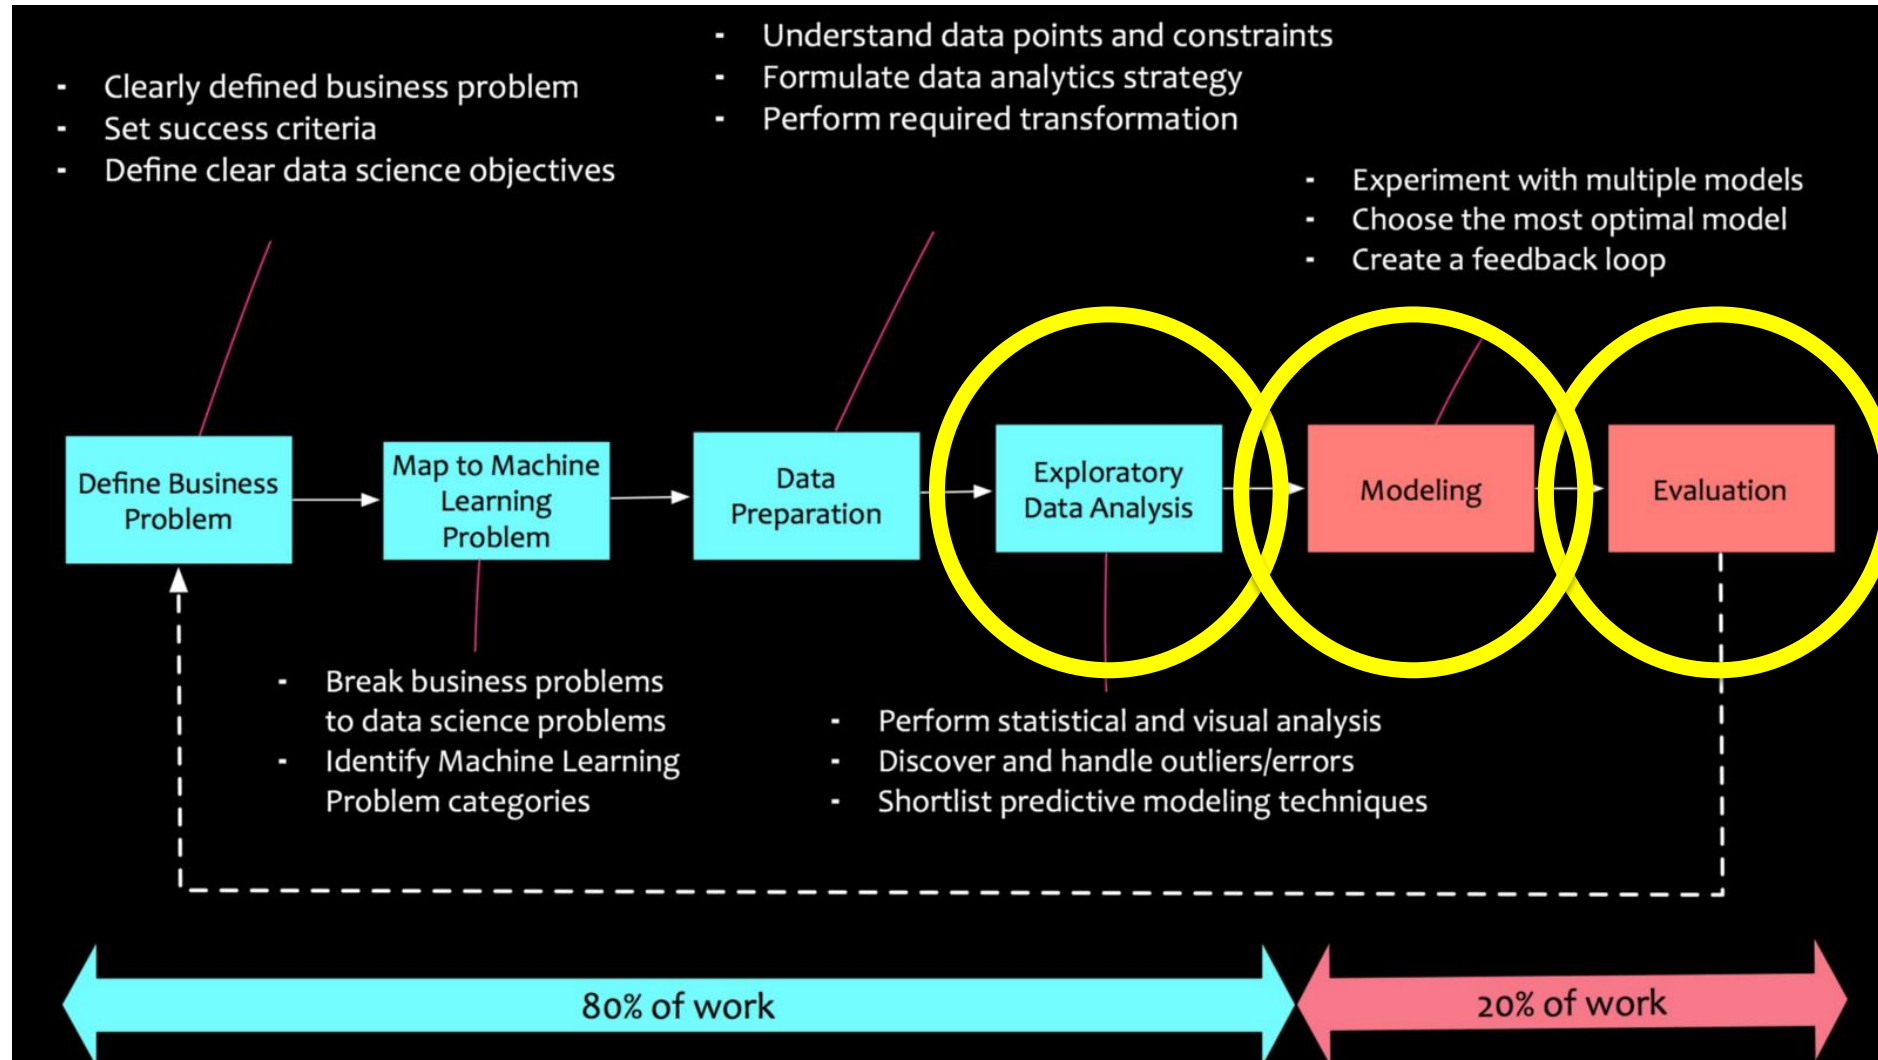 - Clearly defined business problem
- Set success criteria
- Define clear data science objectives
- Understand data points and constraints
- Formulate data analytics strategy
- Perform required transformation
- Experiment with multiple models
- Choose the most optimal model
- Create a feedback loop
Define Business
Problem
Map to Machine
Learning
Problem
Data
Preparation
Exploratory
Data Analysis
Modeling
Evaluation
- Break business problems
to data science problems
- Identify Machine Learning
Problem categories
- Perform statistical and visual analysis
- Discover and handle outliers/errors
- Shortlist predictive modeling techniques
80% of work
20% of work